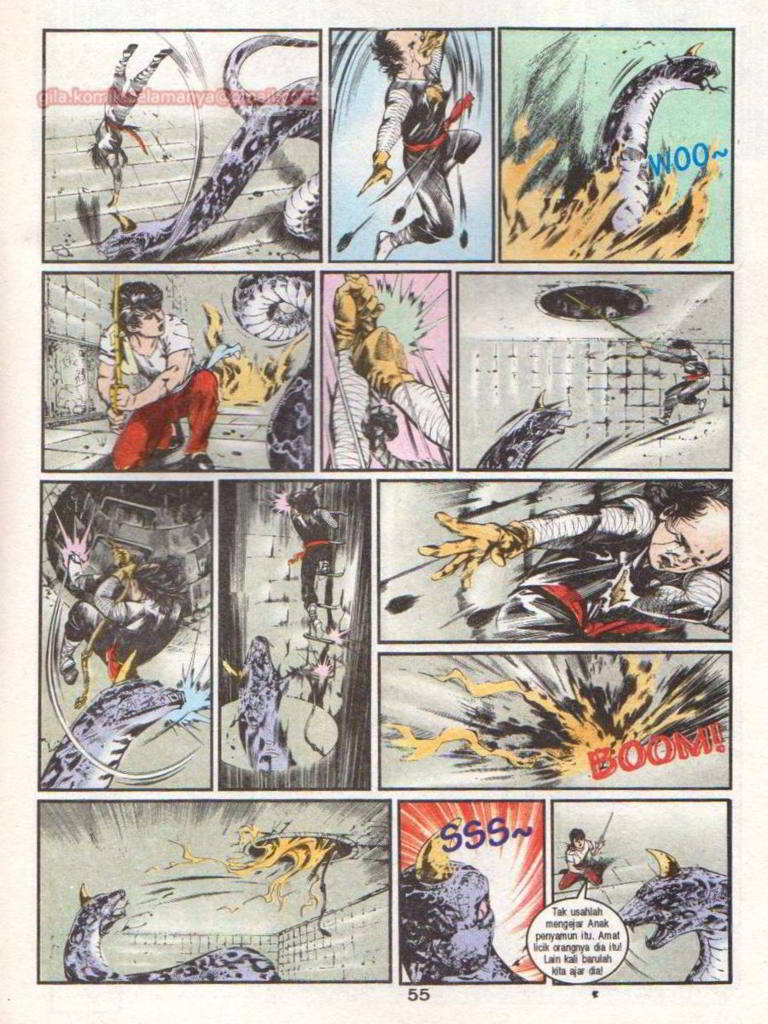 WOO~
BOOM!
SSS~
Tak usahlah
mengejar Anak
penyamun itu. Amat
licik orangnya dia itu!
Lain kali barulah
kita ajar dia!
55